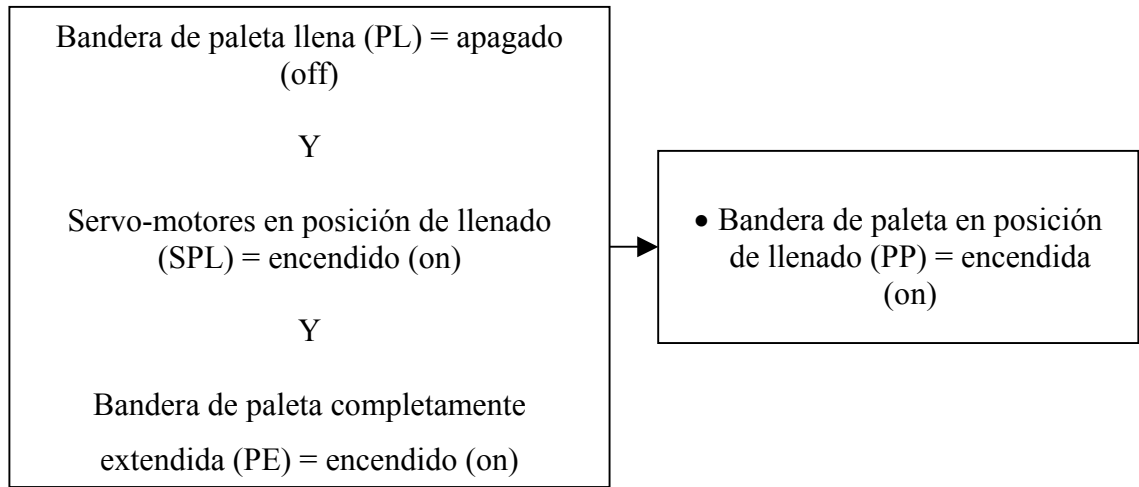 Bandera de paleta llena (PL) = apagado
(off)
Y
Servo-motores en posición de llenado
(SPL) = encendido (on)
Y
Bandera de paleta completamente
extendida (PE) = encendido (on)
• Bandera de paleta en posición
de llenado (PP) = encendida
(on)